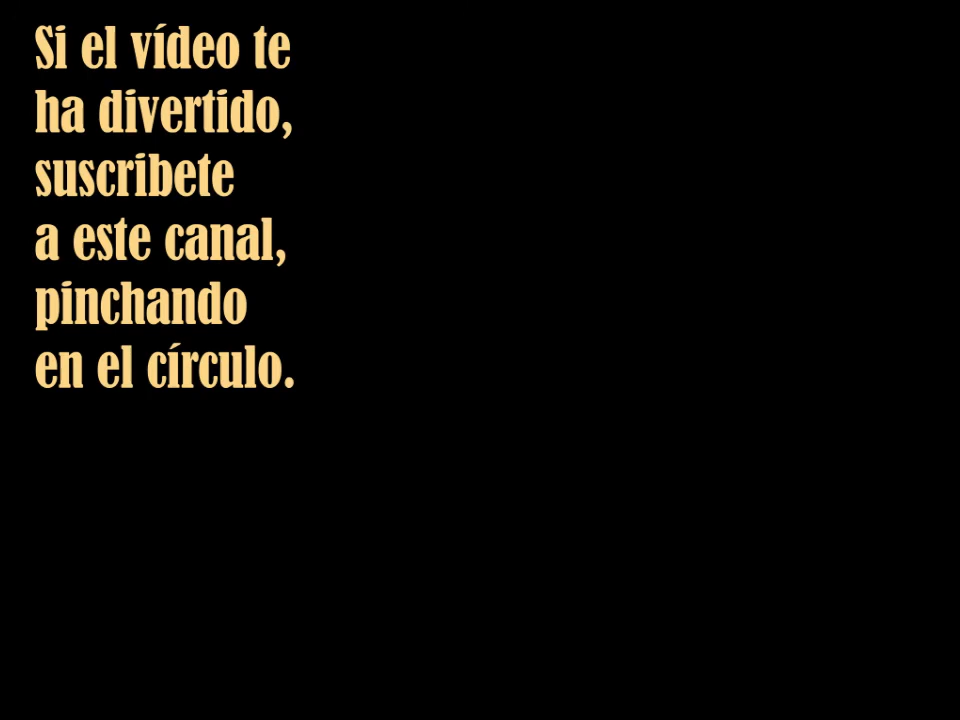 Si el vídeo te
ha divertido,
suscribete
a este canal,
pinchando
en el círculo.